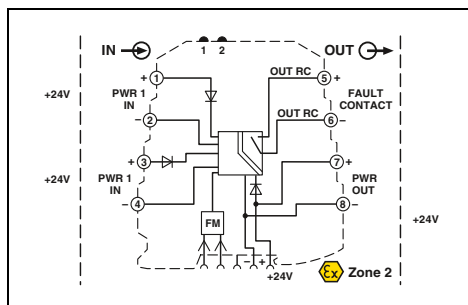 IN
1 2
OUT
+ 1
PWR 1
IN
- 2
+ 3
PWR 1
IN
- 4
+24V
+24V
OUT RC
5 +
FAULT
CONTACT
OUT RC
6 -
7 +
PWR
OUT
8 -
+24V
FM
- +
+24V
Ex Zone 2